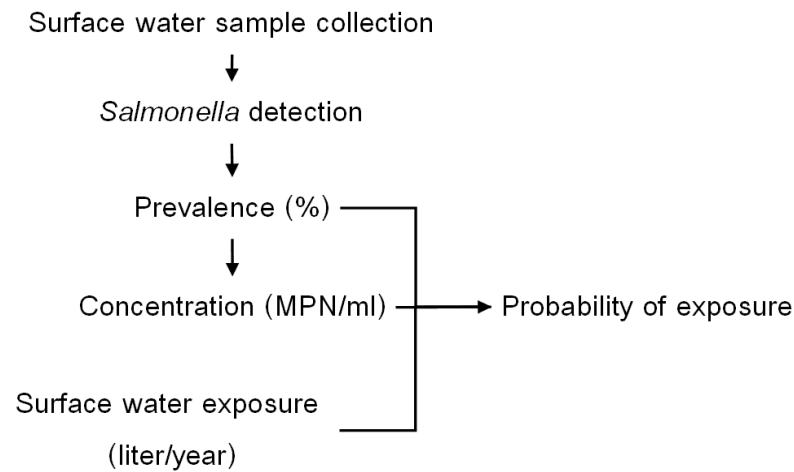 Surface water sample collection
Salmonella detection
Prevalence (%)
Concentration (MPN/ml)
Probability of exposure
Surface water exposure
(liter/year)